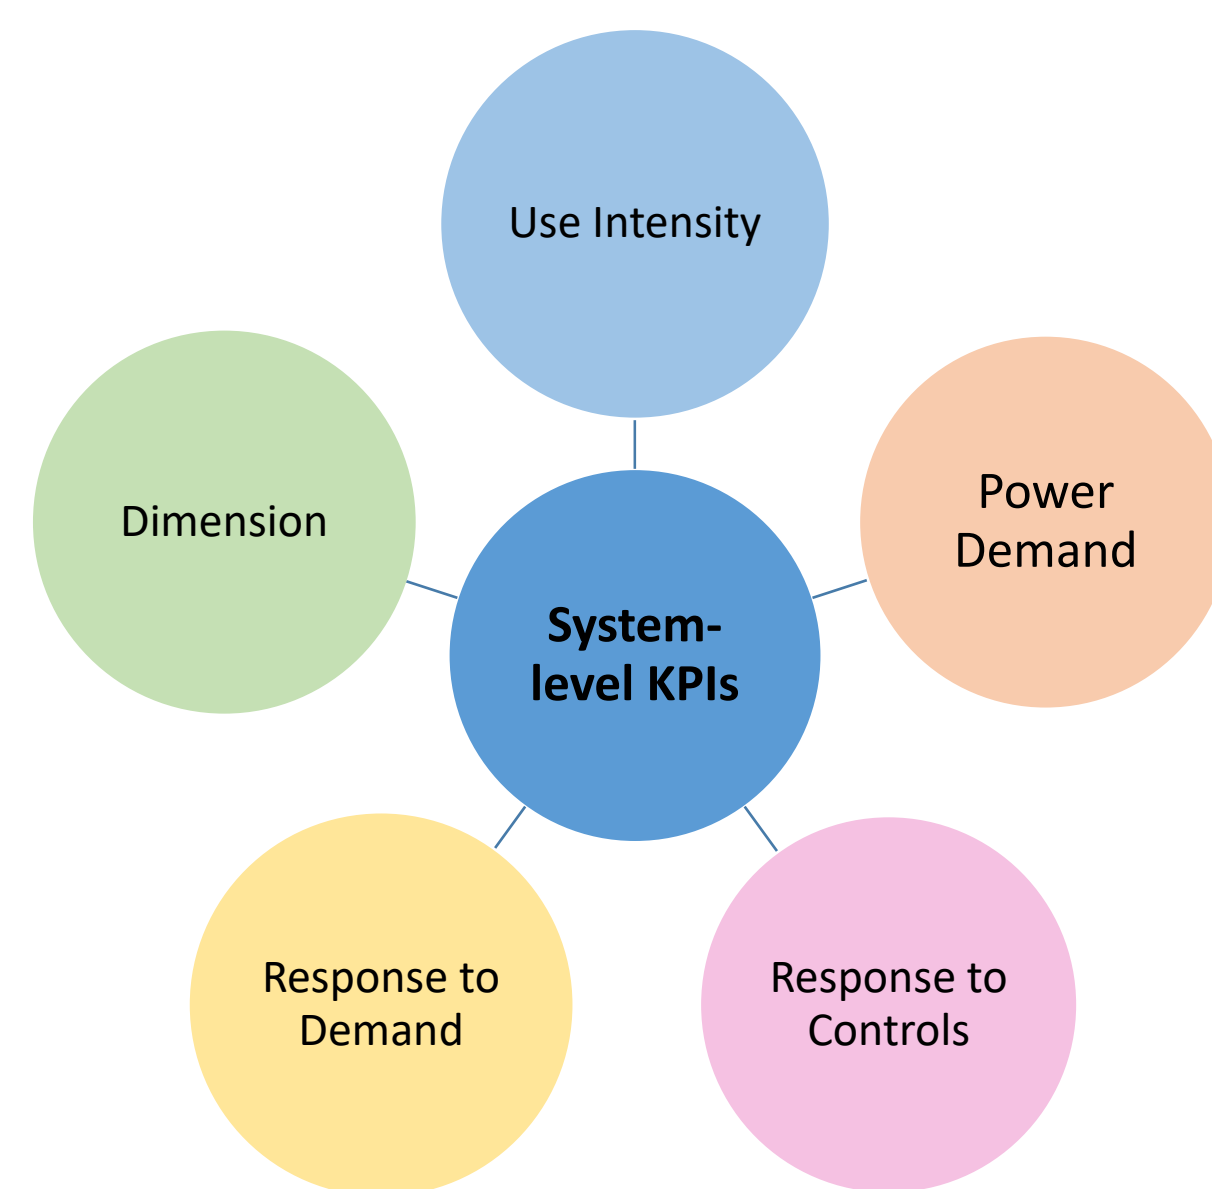 Use Intensity
Power
Demand
Dimension
System-
level KPIs
Response to
Demand
Response to
Controls